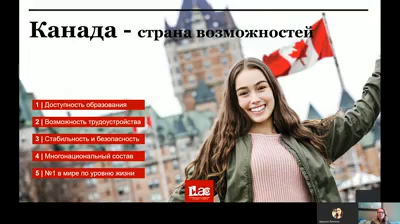 Канада - страна возможностей
1 | Доступность образования
2 | Возможность трудоустройства
3 | Стабильность и безопасность
4 | Многонациональный состав
5 | №1 в мире по уровню жизни
ilac